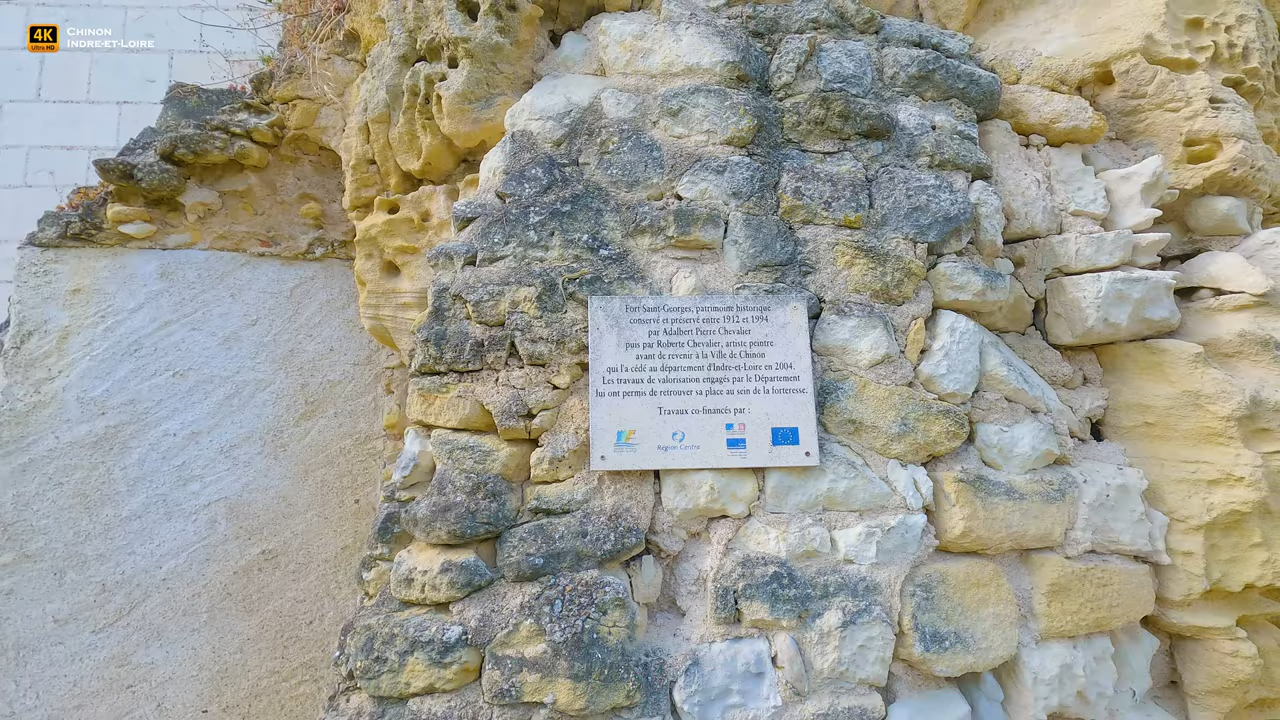 4K
Ultra HD
Chinon
Indre-et-Loire
Fort Saint-Georges, patrimoine historique
conservé et préservé entre 1912 et 1994
par Adalbert Pierre Chevalier
puis par Roberte Chevalier, artiste peintre
avant de revenir à la Ville de Chinon
qui l'a cédé au département d'Indre-et-Loire en 2004.
Les travaux de valorisation engagés par le Département
lui ont permis de retrouver sa place au sein de la forteresse.
Travaux co-financés par :
Région Centre